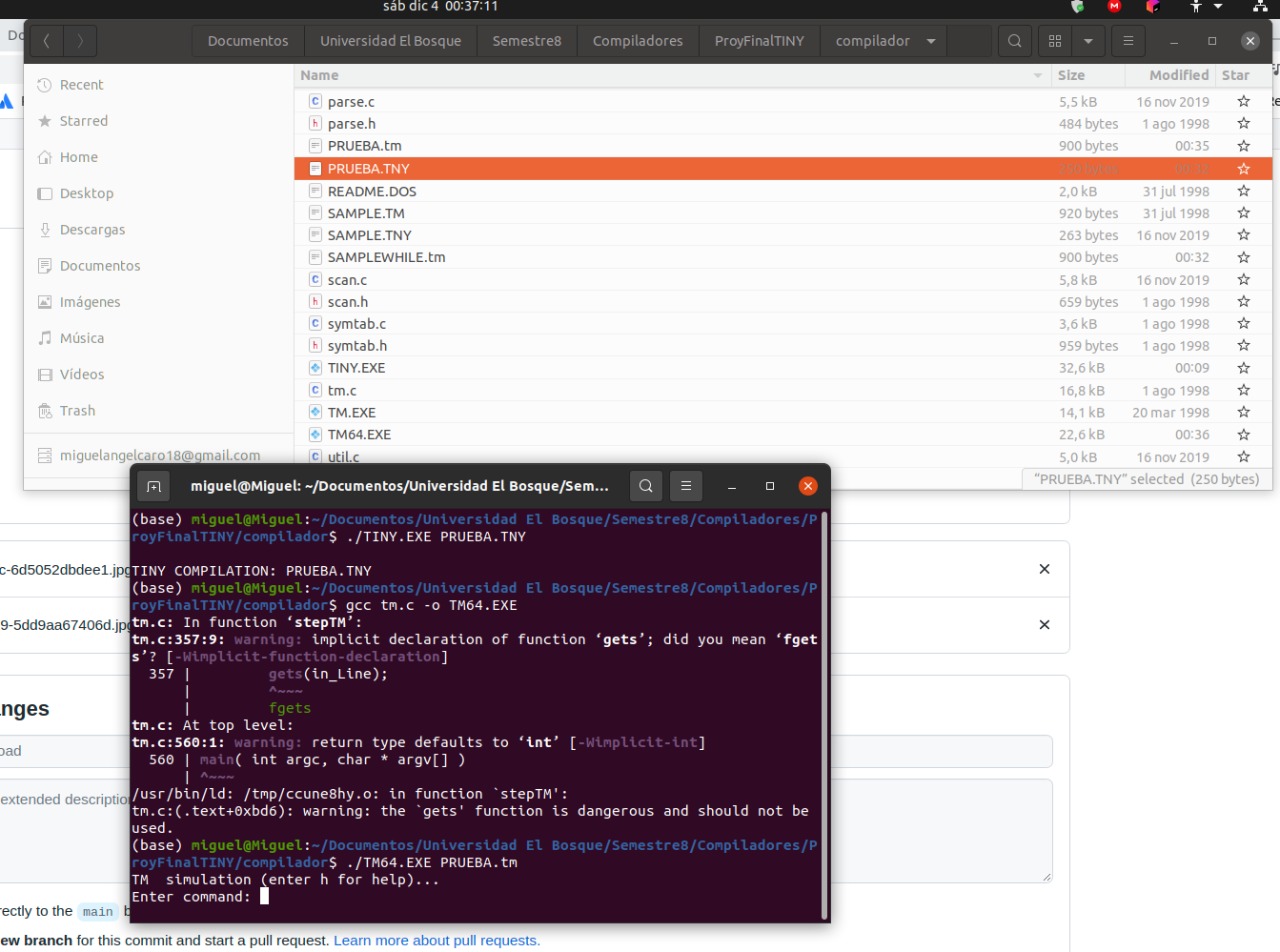 sáb dic 4 00:37:11
Documentos Universidad El Bosque Semestre8 Compiladores ProyFinalTINY compilador
Name Size Modified Star
Recent
Starred
Home
Desktop
Descargas
Documentos
Imágenes
Música
Vídeos
Trash
miguelangelcaro18@gmail.com
parse.c 5,5 kB 16 nov 2019
parse.h 484 bytes 1 ago 1998
PRUEBA.tm 900 bytes 00:35
PRUEBA.TNY 250 bytes
README.DOS 2,0 kB 31 jul 1998
SAMPLE.TM 920 bytes 31 jul 1998
SAMPLE.TNY 263 bytes 16 nov 2019
SAMPLEWHILE.tm 900 bytes 00:32
scan.c 5,8 kB 16 nov 2019
scan.h 659 bytes 1 ago 1998
symtab.c 3,6 kB 1 ago 1998
symtab.h 959 bytes 1 ago 1998
TINY.EXE 32,6 kB 00:09
tm.c 16,8 kB 1 ago 1998
TM.EXE 14,1 kB 20 mar 1998
TM64.EXE 22,6 kB 00:36
util.c 5,0 kB 16 nov 2019
"PRUEBA.TNY" selected (250 bytes)
miguel@Miguel: ~/Documentos/Universidad El Bosque/Sem...
(base) miguel@Miguel:~/Documentos/Universidad El Bosque/Semestre8/Compiladores/P
royFinalTINY/compilador$ ./TINY.EXE PRUEBA.TNY
TINY COMPILATION: PRUEBA.TNY
(base) miguel@Miguel:~/Documentos/Universidad El Bosque/Semestre8/Compiladores/P
royFinalTINY/compilador$ gcc tm.c -o TM64.EXE
tm.c: In function ‘stepTM’:
tm.c:357:9: warning: implicit declaration of function ‘gets’; did you mean ‘fget
s’? [-Wimplicit-function-declaration]
357 | gets(in_Line);
| ^~~~
| fgets
tm.c: At top level:
tm.c:560:1: warning: return type defaults to ‘int’ [-Wimplicit-int]
560 | main( int argc, char * argv[] )
| ^~~~
/usr/bin/ld: /tmp/ccune8hy.o: in function `stepTM':
tm.c:(.text+0xbd6): warning: the `gets' function is dangerous and should not be
used.
(base) miguel@Miguel:~/Documentos/Universidad El Bosque/Semestre8/Compiladores/P
royFinalTINY/compilador$ ./TM64.EXE PRUEBA.tm
TM simulation (enter h for help)...
Enter command:
c-6d5052dbdee1.jpg
9-5dd9aa67406d.jpg
anges
oad
extended description
rectly to the main b
ew branch for this commit and start a pull request. Learn more about pull requests.